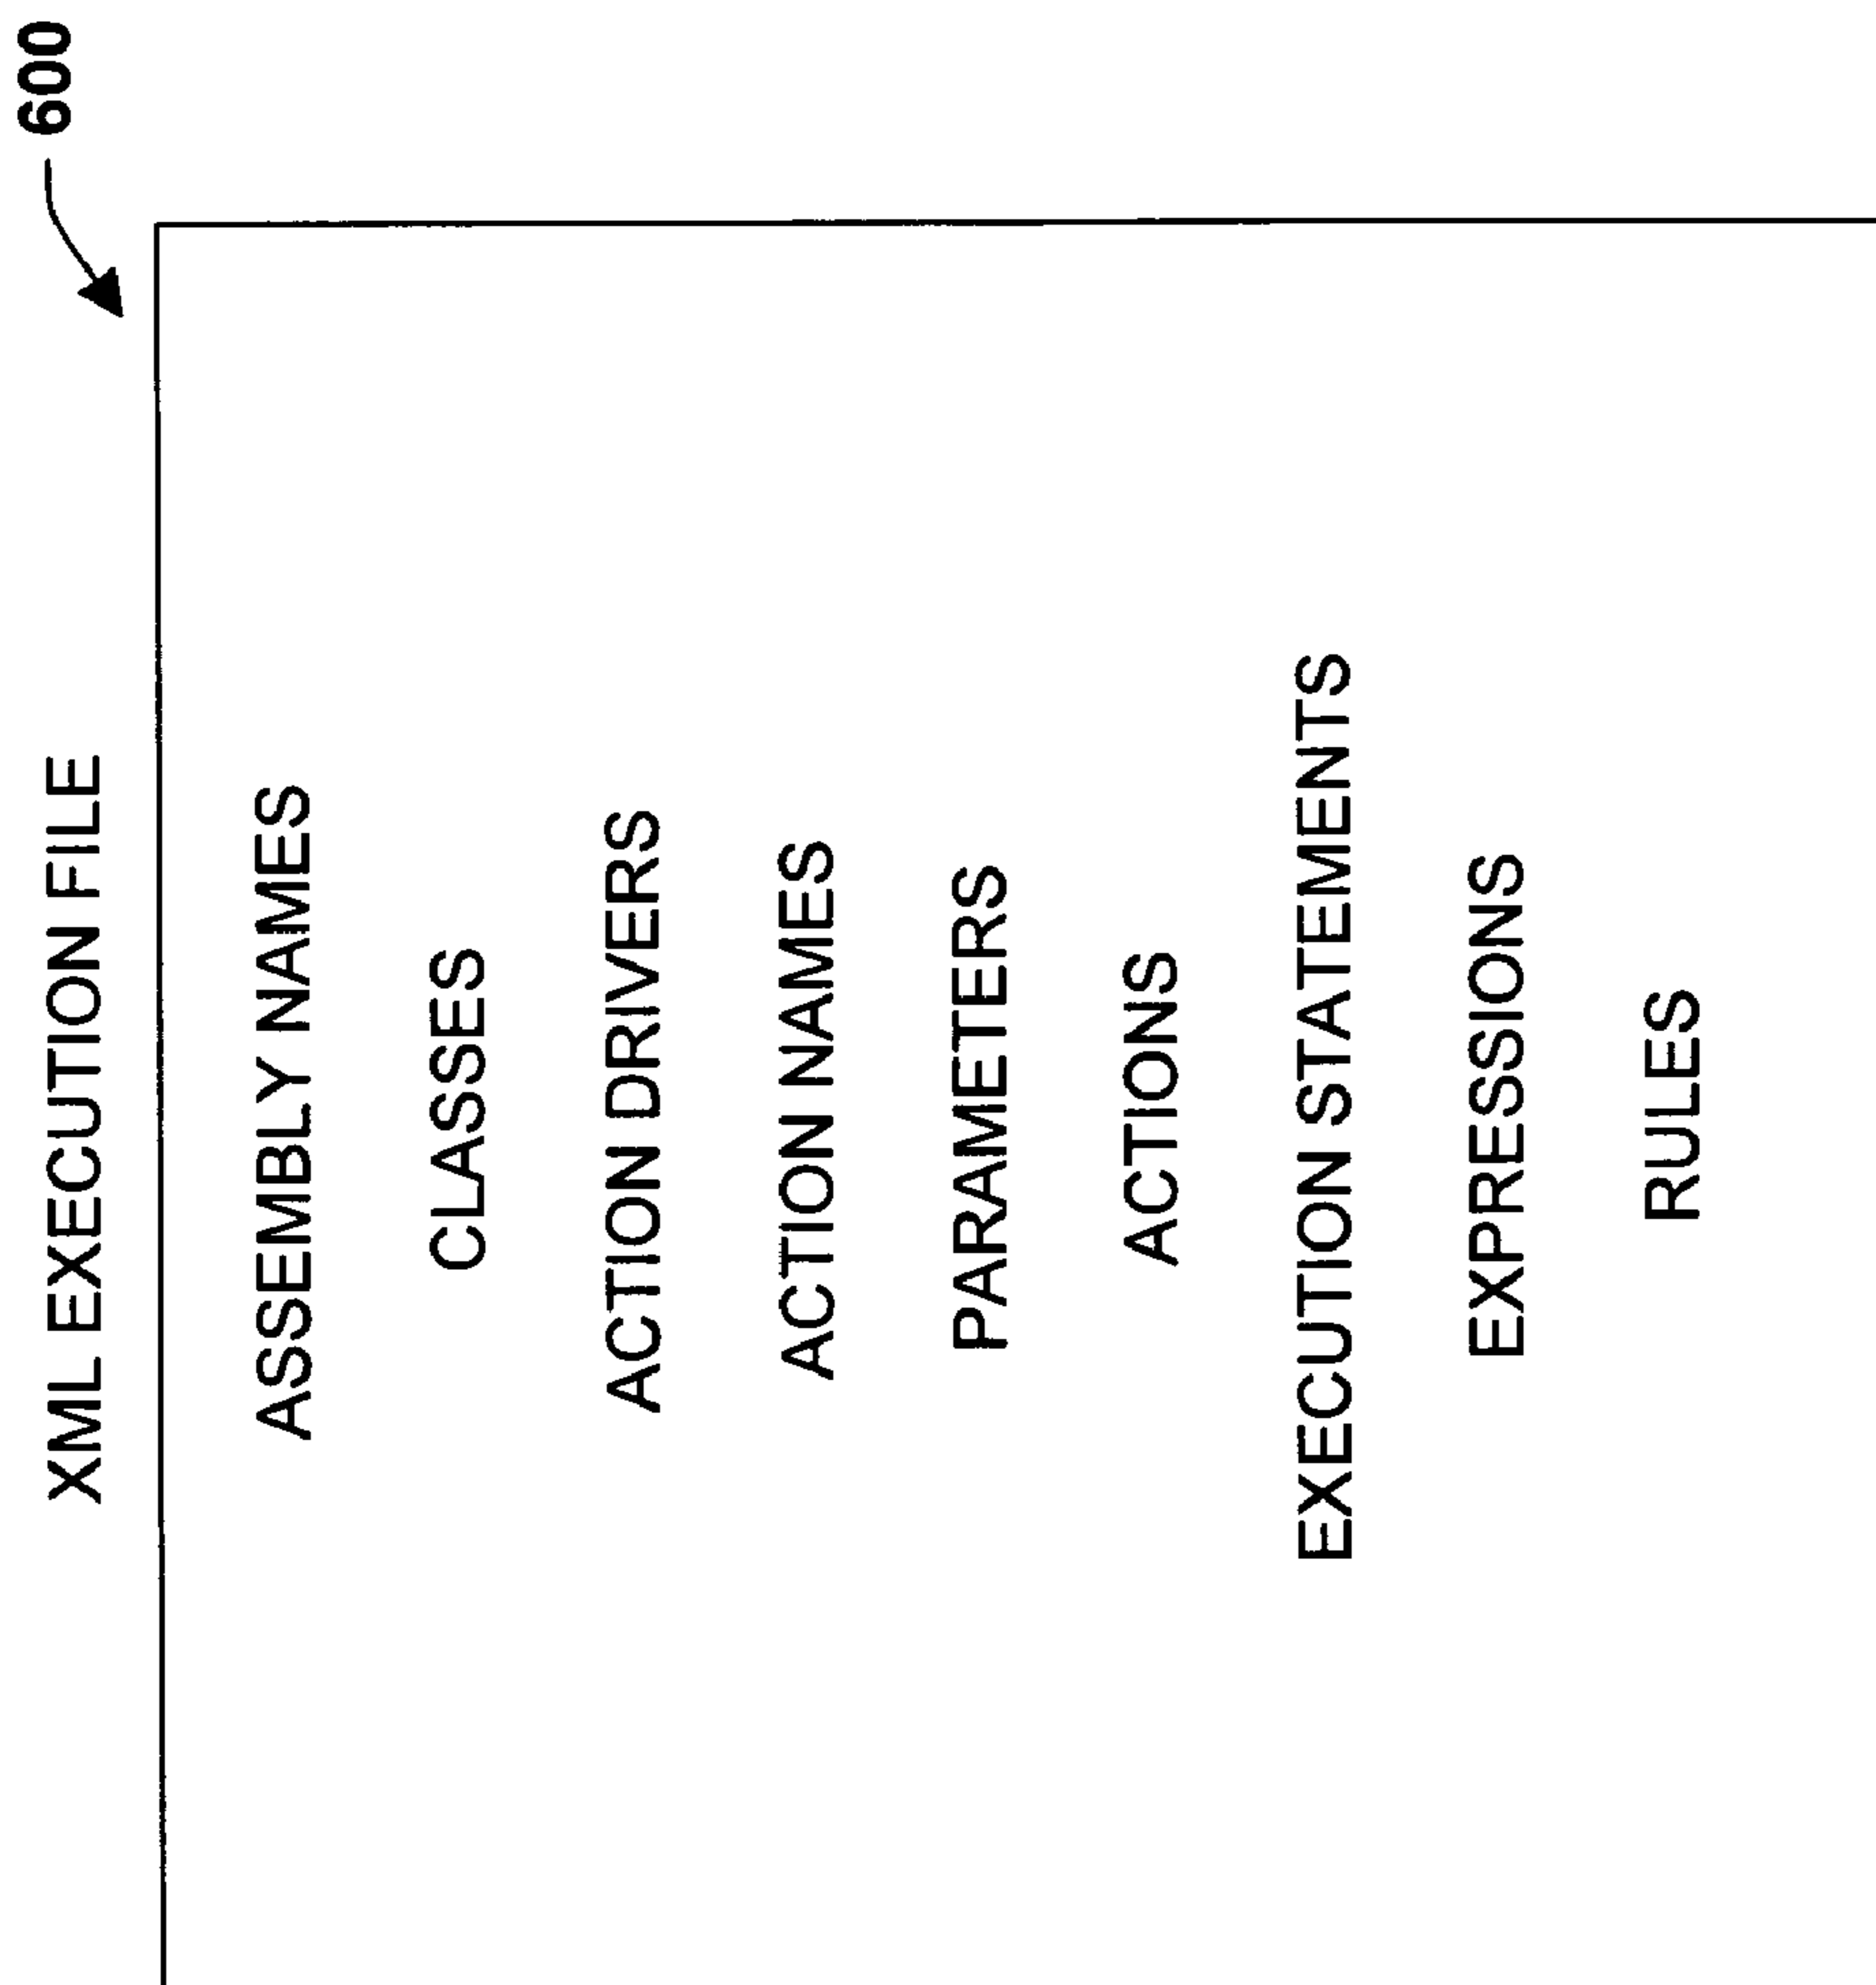 600
XML EXECUTION FILE
ASSEMBLY NAMES
CLASSES
ACTION DRIVERS
ACTION NAMES
PARAMETERS
ACTIONS
EXECUTION STATEMENTS
EXPRESSIONS
RULES